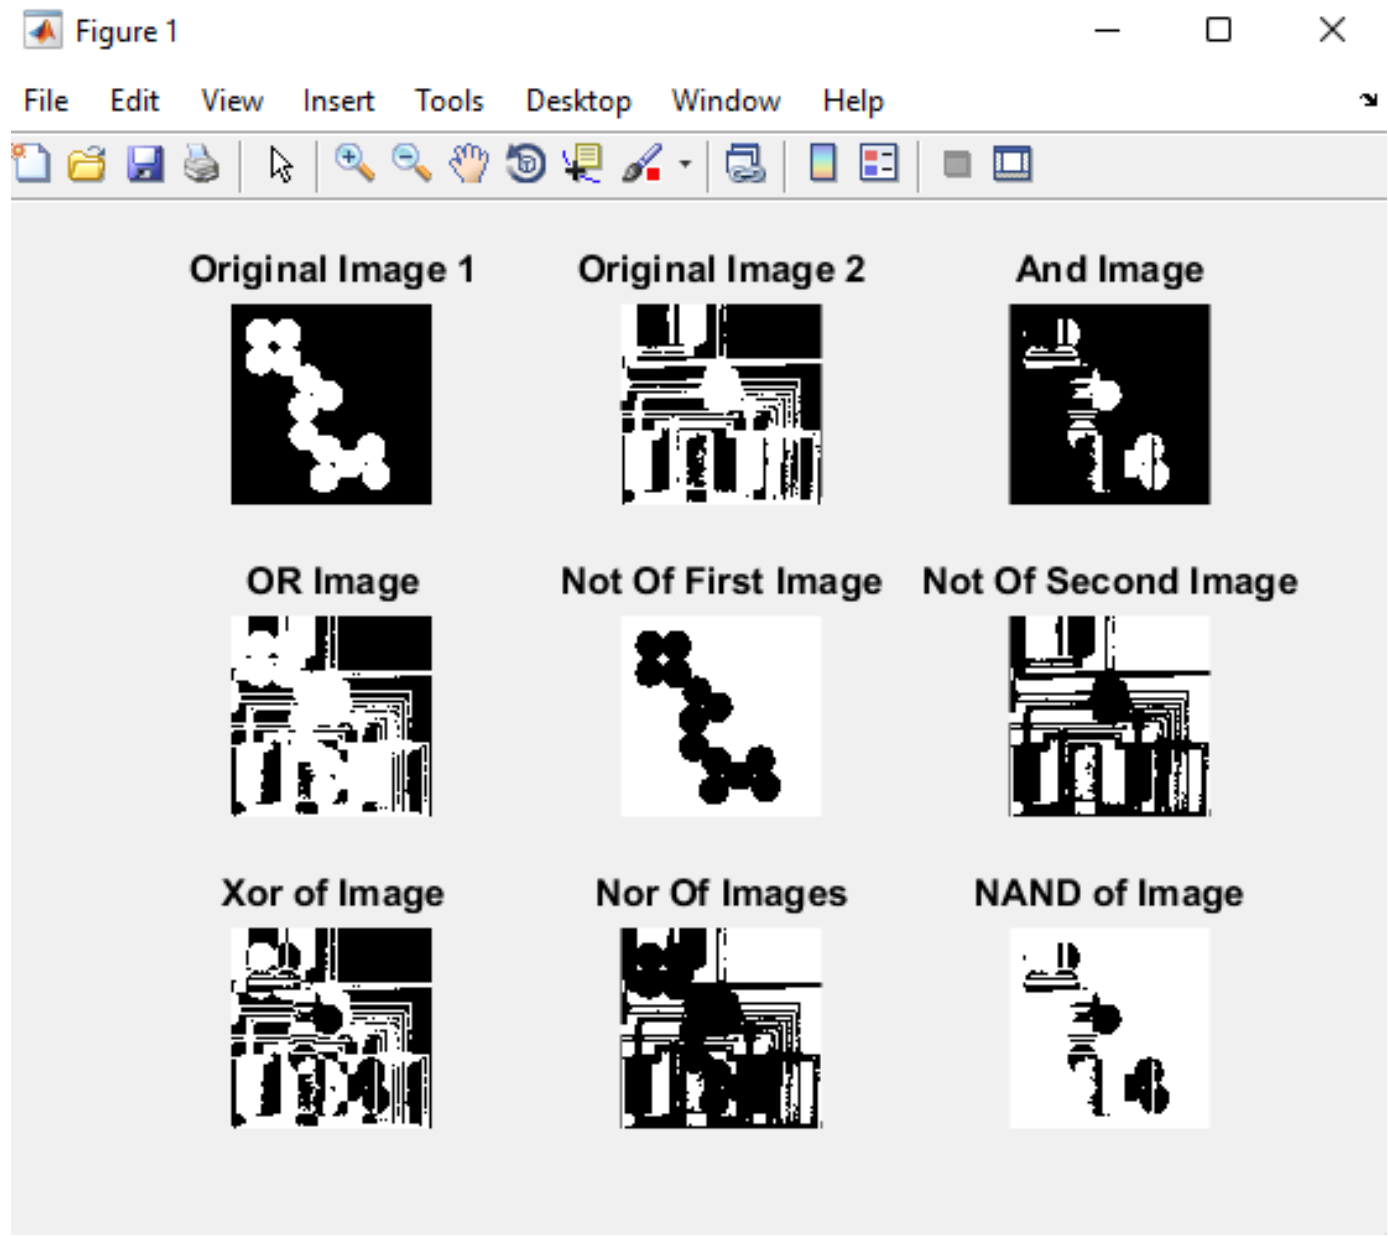 Figure 1
File Edit View Insert Tools Desktop Window Help
Original Image 1 Original Image 2 And Image
OR Image Not Of First Image Not Of Second Image
Xor of Image Nor Of Images NAND of Image